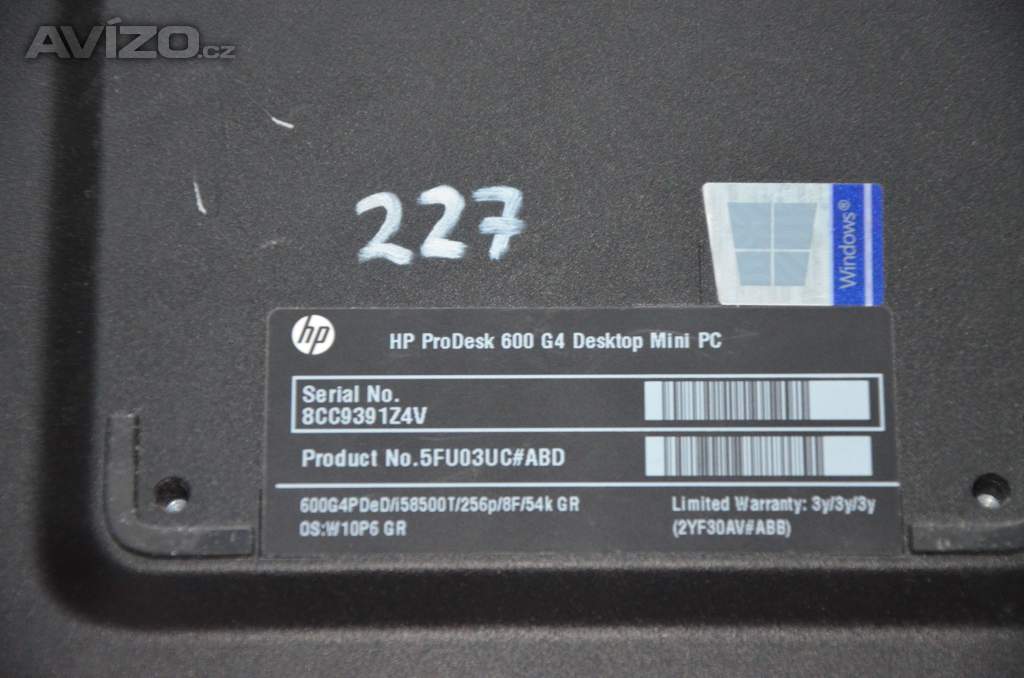 AVÍZO.cz
227
Windows®
hp
HP ProDesk 600 G4 Desktop Mini PC
Serial No.
8CC9391Z4V
Product No.5FU03UC#ABD
600G4PDeD/i58500T/256p/8F/54k GR
OS:W10P6 GR
Limited Warranty: 3y/3y/3y
(2YF30AV#ABB)